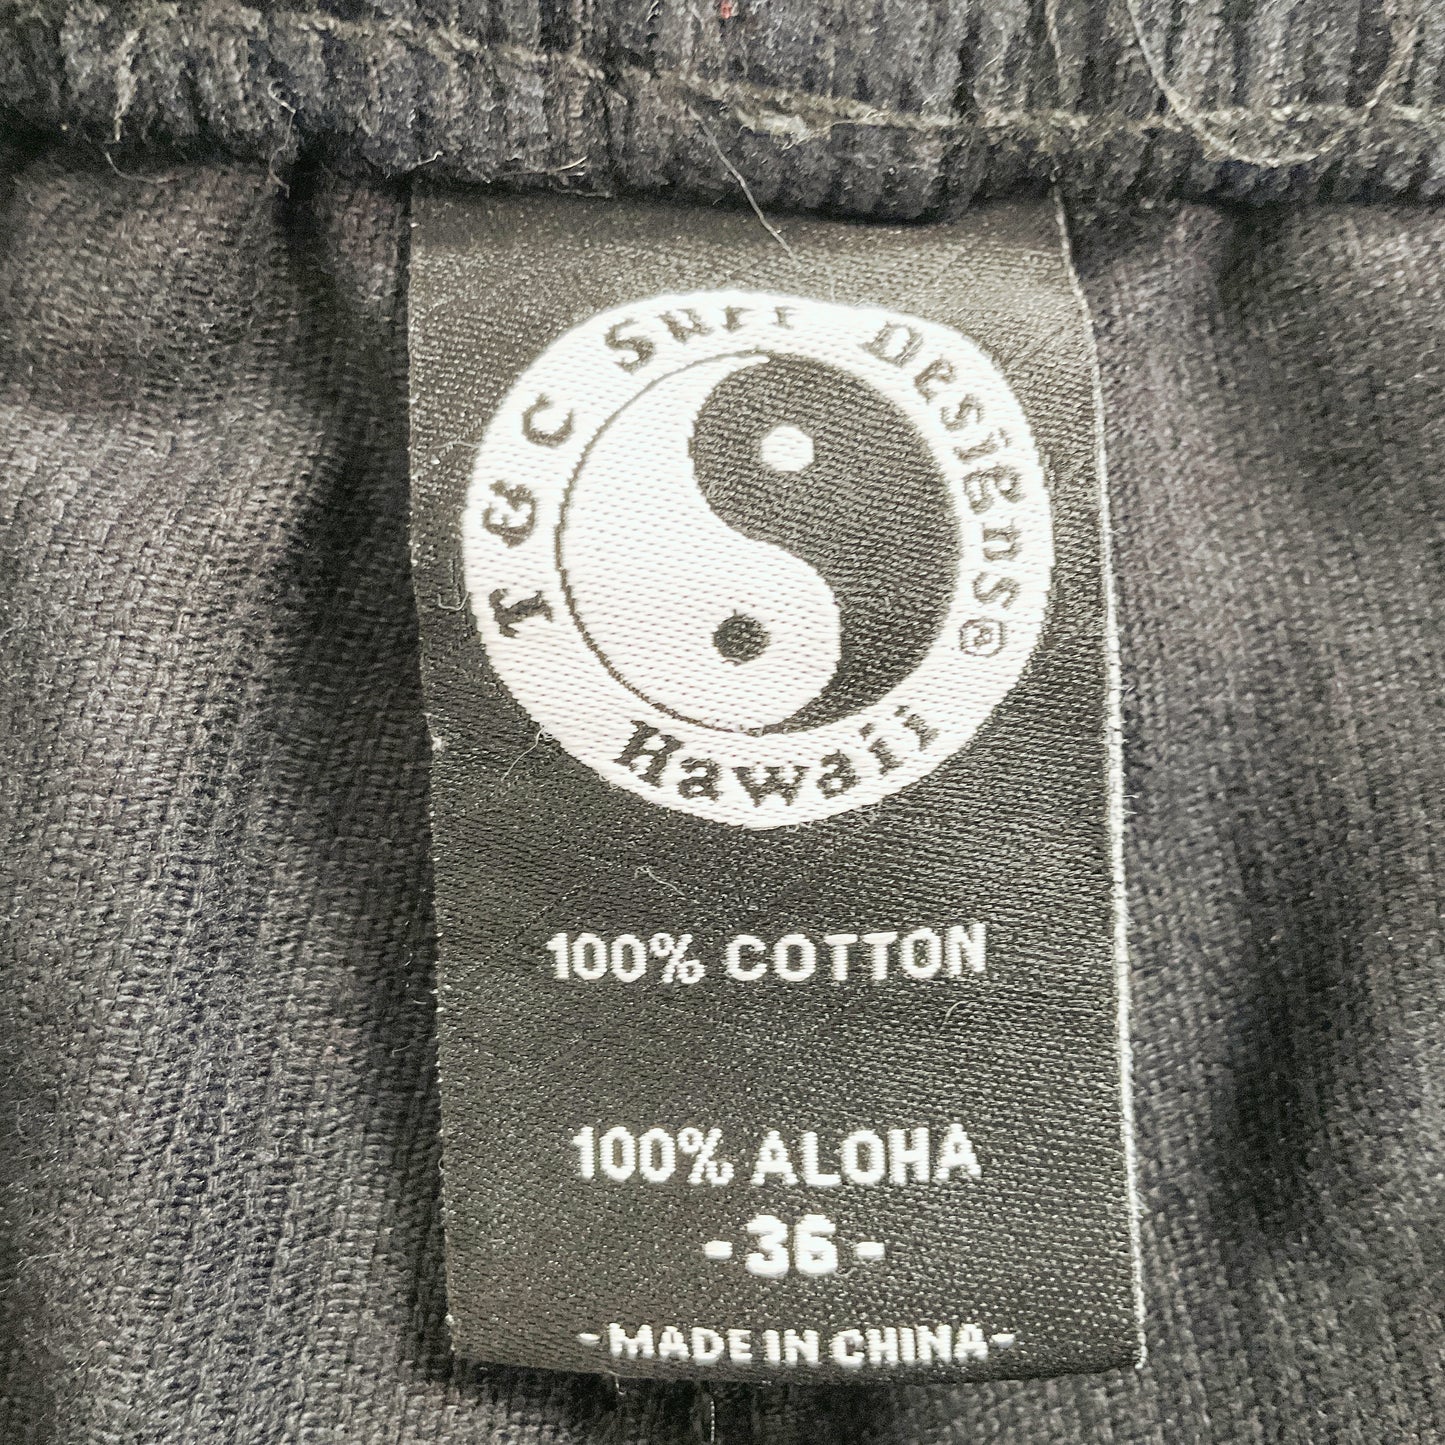 T&C Surf Designs®
Hawaii
100% COTTON
100% ALOHA
- 36 -
-MADE IN CHINA-